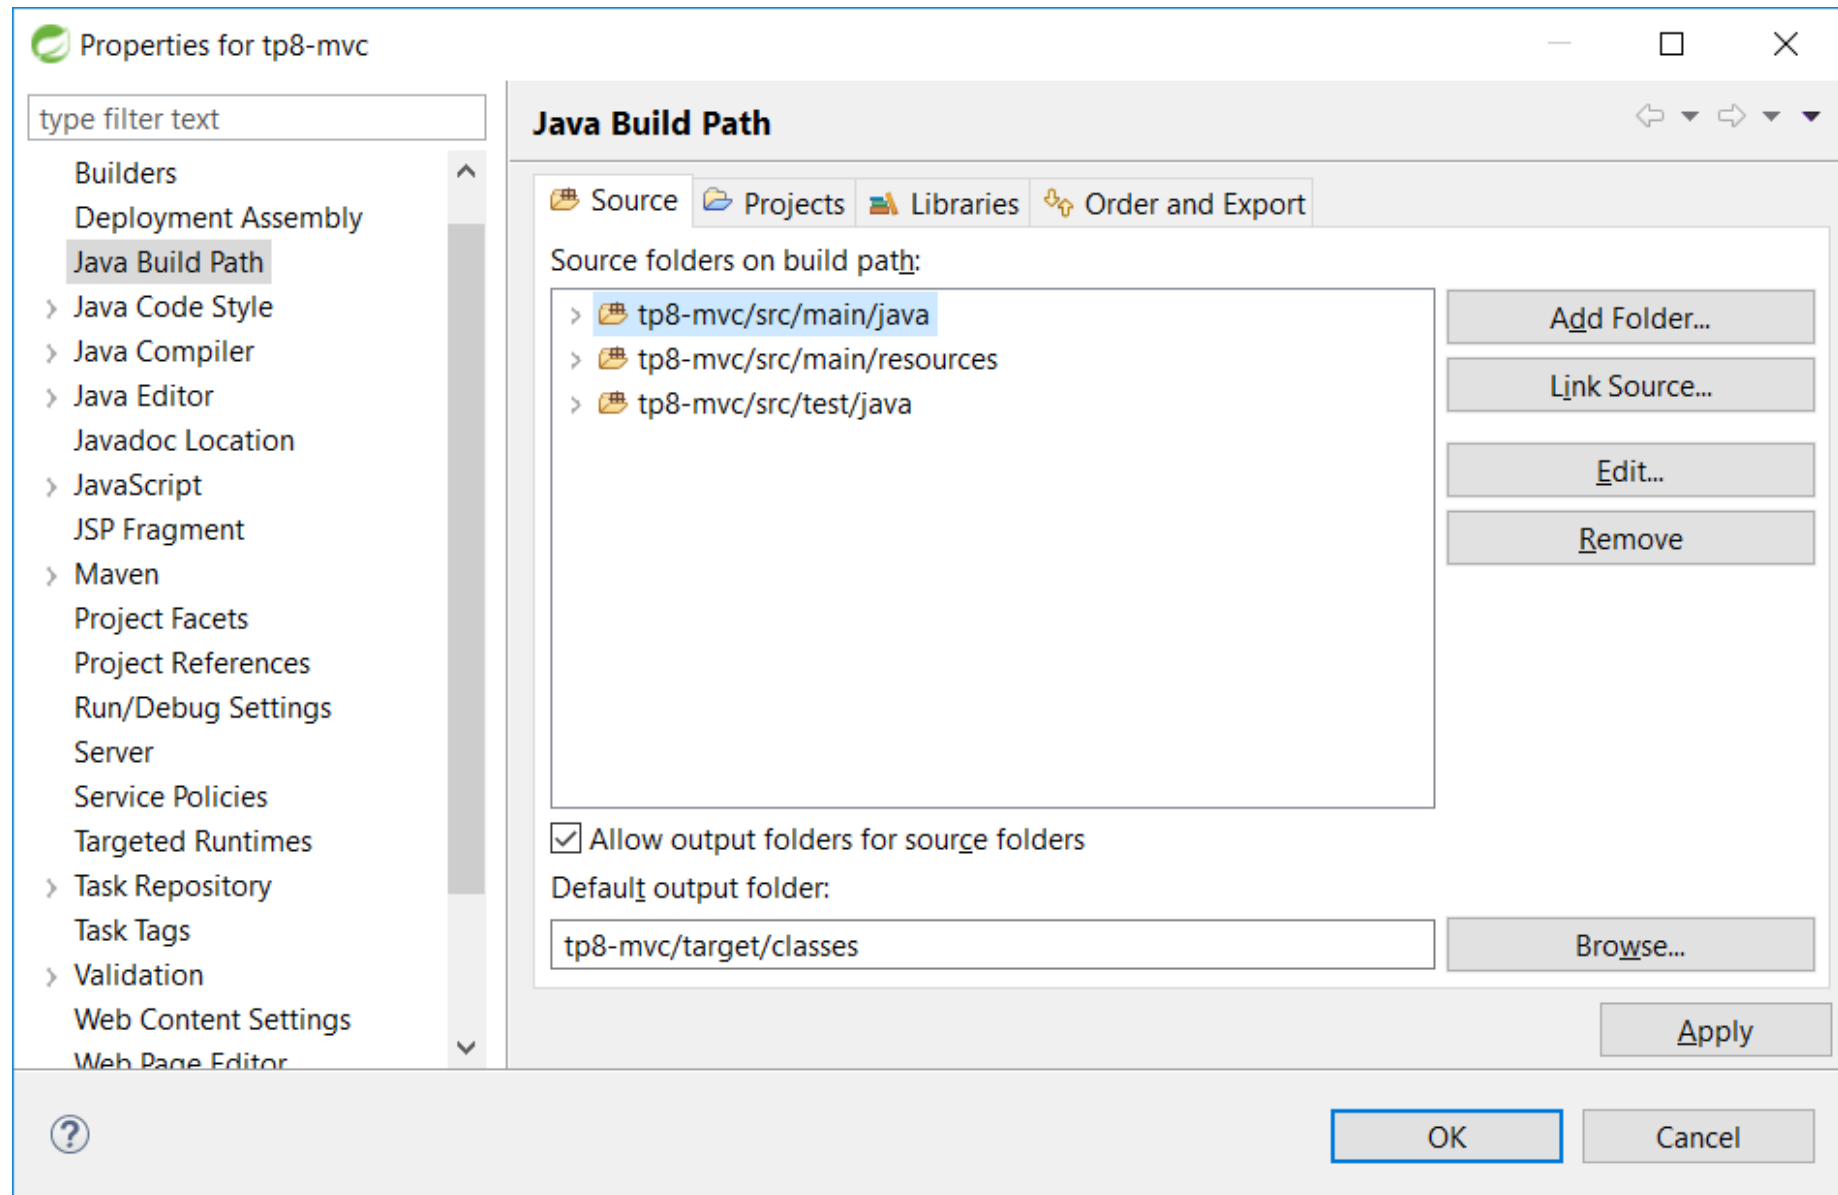 Properties for tp8-mvc
type filter text
Builders
Deployment Assembly
Java Build Path
Java Code Style
Java Compiler
Java Editor
Javadoc Location
JavaScript
JSP Fragment
Maven
Project Facets
Project References
Run/Debug Settings
Server
Service Policies
Targeted Runtimes
Task Repository
Task Tags
Validation
Web Content Settings
Web Page Editor
Java Build Path
Source Projects Libraries Order and Export
Source folders on build path:
tp8-mvc/src/main/java
tp8-mvc/src/main/resources
tp8-mvc/src/test/java
Add Folder...
Link Source...
Edit...
Remove
Allow output folders for source folders
Default output folder:
tp8-mvc/target/classes
Browse...
Apply
?
OK
Cancel